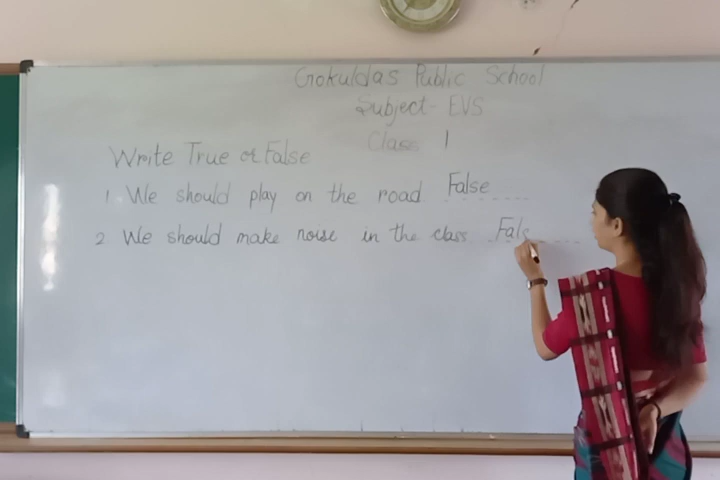 Gokuldas Public School
Subject- EVS
Class 1
Write True or False
1. We should play on the road False
2 We should make noise in the class Fals